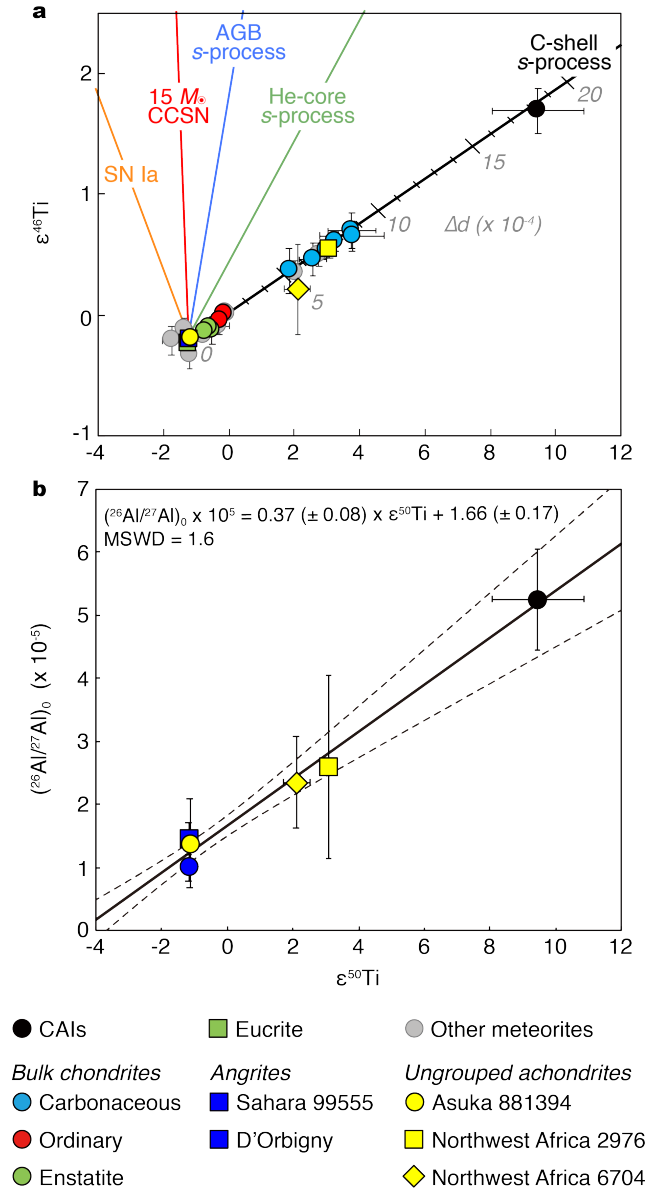 a
AGB
s-process
C-shell
s-process
15 M☉
CCSN
He-core
s-process
SN Ia
20
15
10
Δd (x 10⁻⁴)
5
0
2
1
0
-1
ε⁴⁶Ti
-4
-2
0
2
4
6
8
10
12
b
(²⁶Al/²⁷Al)₀ x 10⁵ = 0.37 (± 0.08) x ε⁵⁰Ti + 1.66 (± 0.17)
MSWD = 1.6
7
6
5
4
3
2
1
0
(²⁶Al/²⁷Al)₀ (x 10⁻⁵)
-4
-2
0
2
4
6
8
10
12
ε⁵⁰Ti
CAIs
Eucrite
Other meteorites
Bulk chondrites
Angrites
Ungrouped achondrites
Carbonaceous
Sahara 99555
Asuka 881394
Ordinary
D'Orbigny
Northwest Africa 2976
Enstatite
Northwest Africa 6704